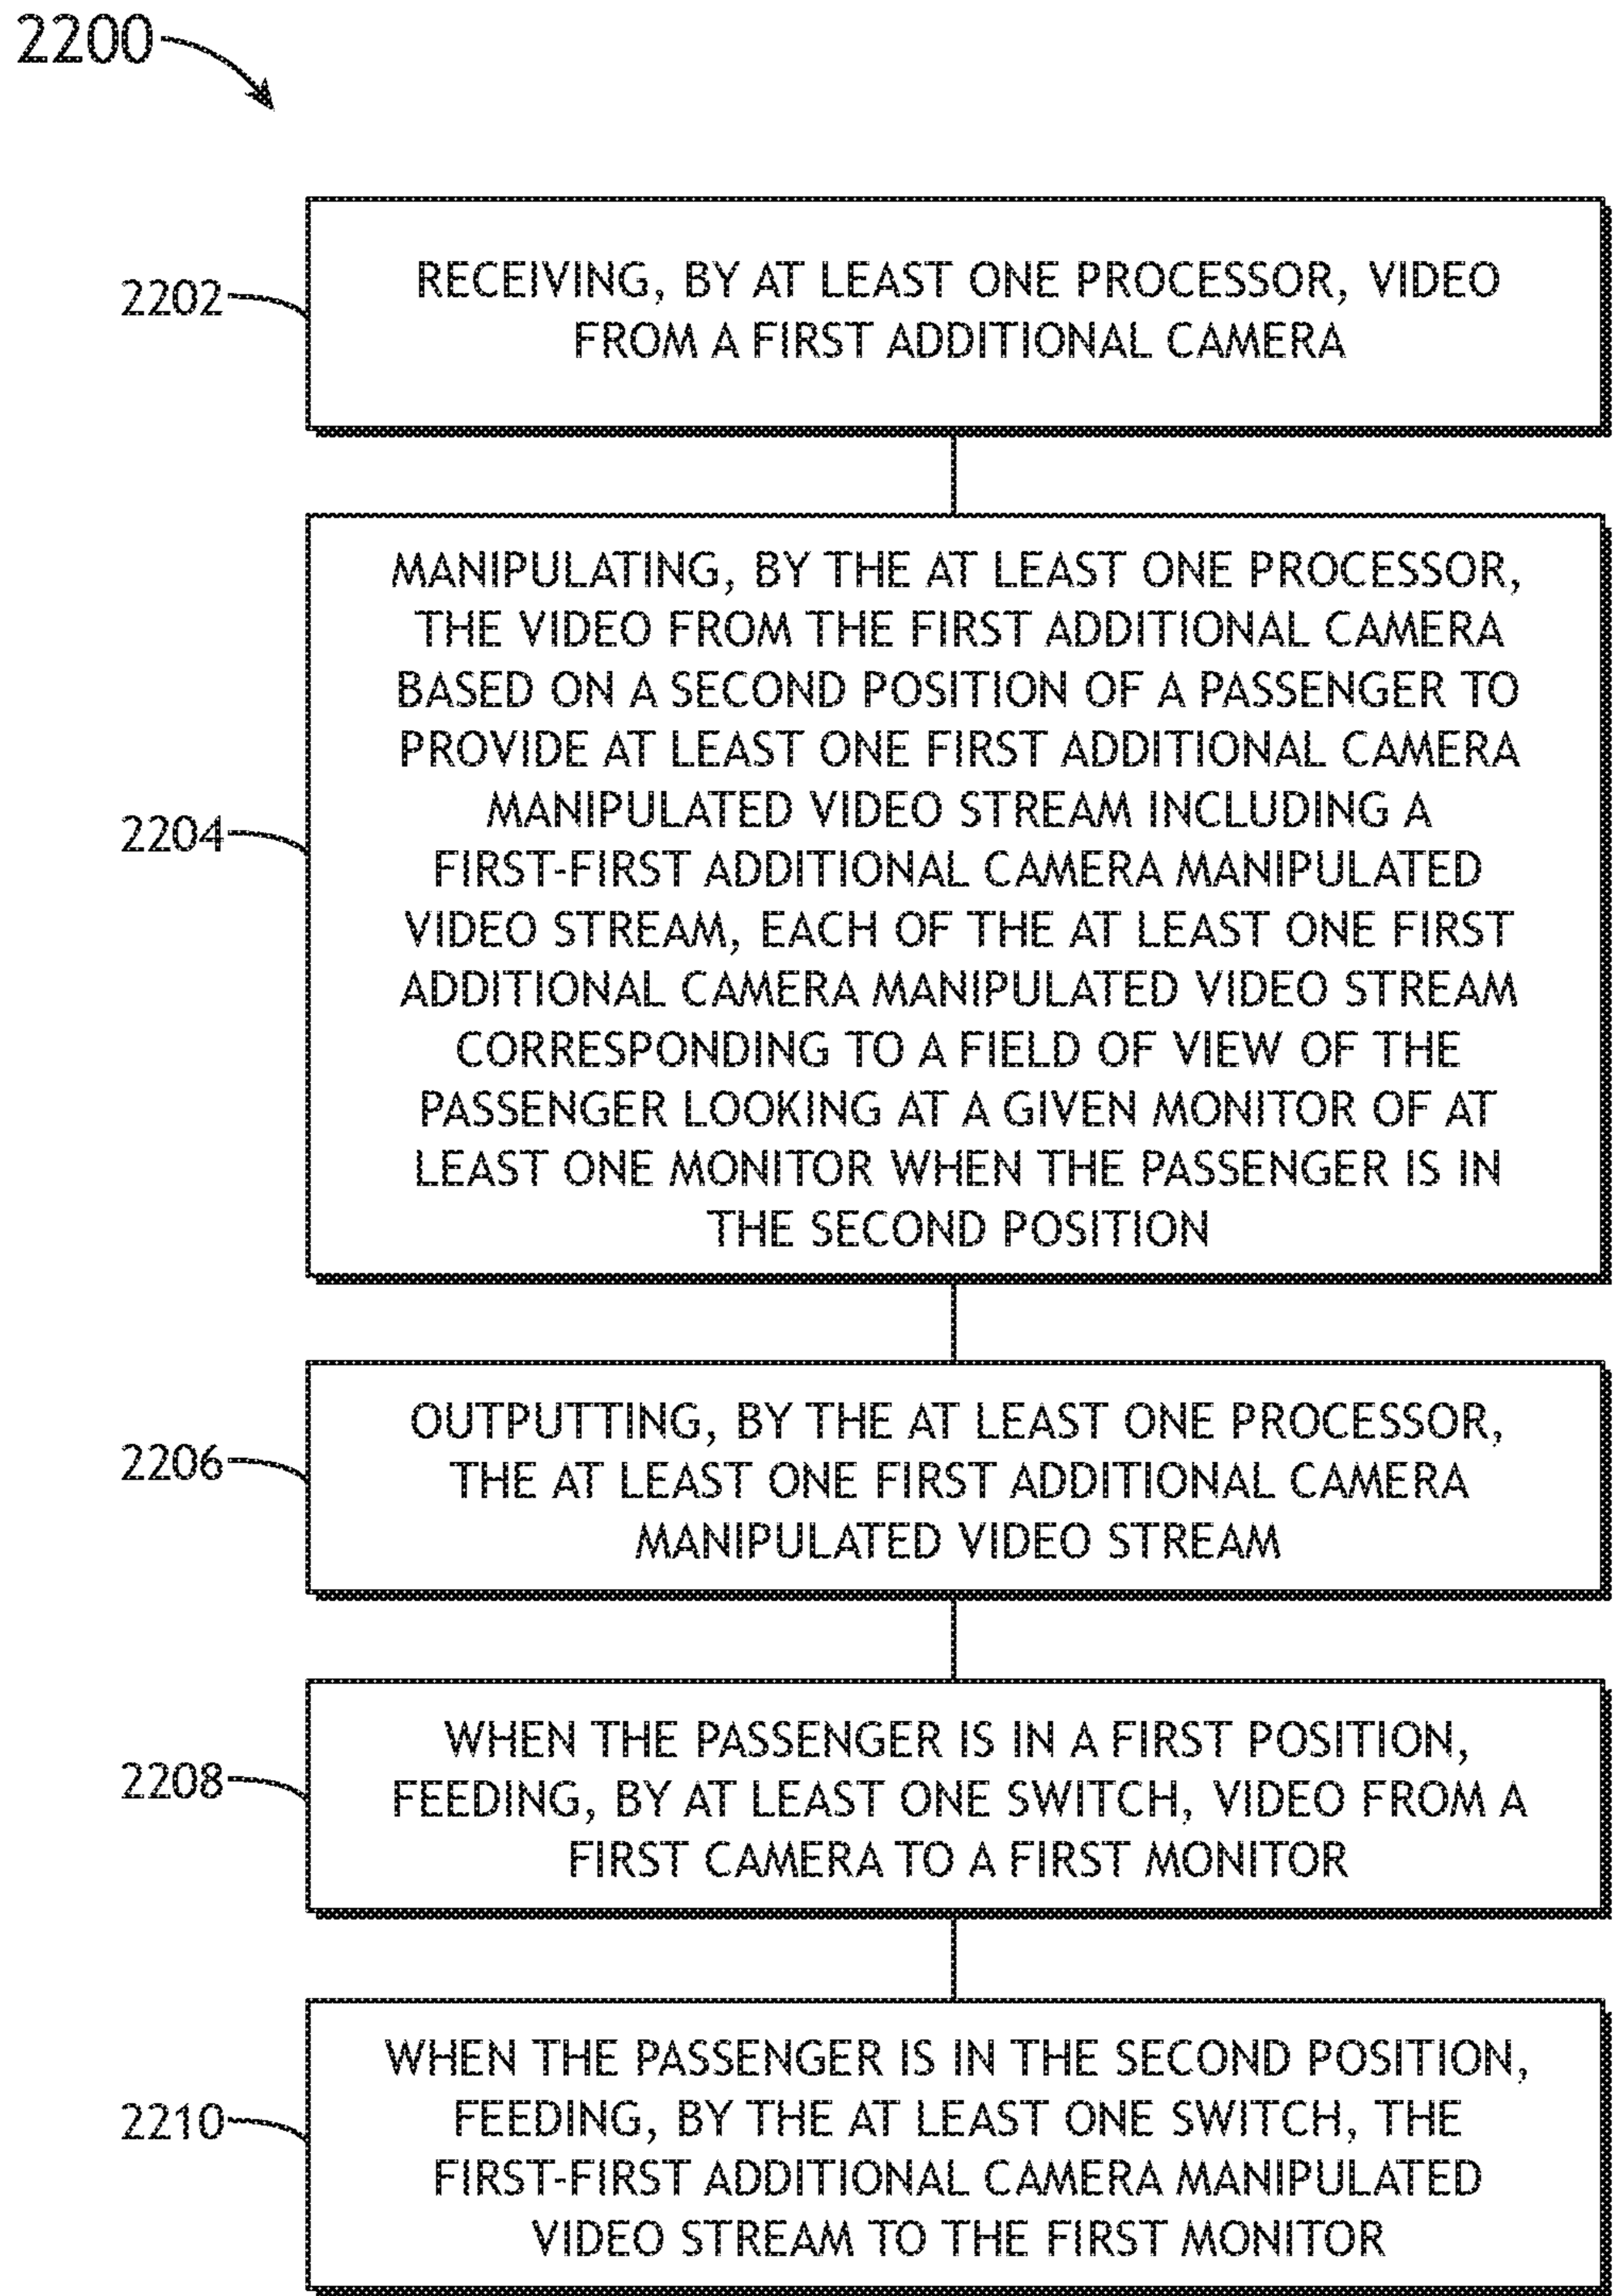 2200
2202
RECEIVING, BY AT LEAST ONE PROCESSOR, VIDEO
FROM A FIRST ADDITIONAL CAMERA
2204
MANIPULATING, BY THE AT LEAST ONE PROCESSOR,
THE VIDEO FROM THE FIRST ADDITIONAL CAMERA
BASED ON A SECOND POSITION OF A PASSENGER TO
PROVIDE AT LEAST ONE FIRST ADDITIONAL CAMERA
MANIPULATED VIDEO STREAM INCLUDING A
FIRST-FIRST ADDITIONAL CAMERA MANIPULATED
VIDEO STREAM, EACH OF THE AT LEAST ONE FIRST
ADDITIONAL CAMERA MANIPULATED VIDEO STREAM
CORRESPONDING TO A FIELD OF VIEW OF THE
PASSENGER LOOKING AT A GIVEN MONITOR OF AT
LEAST ONE MONITOR WHEN THE PASSENGER IS IN
THE SECOND POSITION
2206
OUTPUTTING, BY THE AT LEAST ONE PROCESSOR,
THE AT LEAST ONE FIRST ADDITIONAL CAMERA
MANIPULATED VIDEO STREAM
2208
WHEN THE PASSENGER IS IN A FIRST POSITION,
FEEDING, BY AT LEAST ONE SWITCH, VIDEO FROM A
FIRST CAMERA TO A FIRST MONITOR
2210
WHEN THE PASSENGER IS IN THE SECOND POSITION,
FEEDING, BY THE AT LEAST ONE SWITCH, THE
FIRST-FIRST ADDITIONAL CAMERA MANIPULATED
VIDEO STREAM TO THE FIRST MONITOR